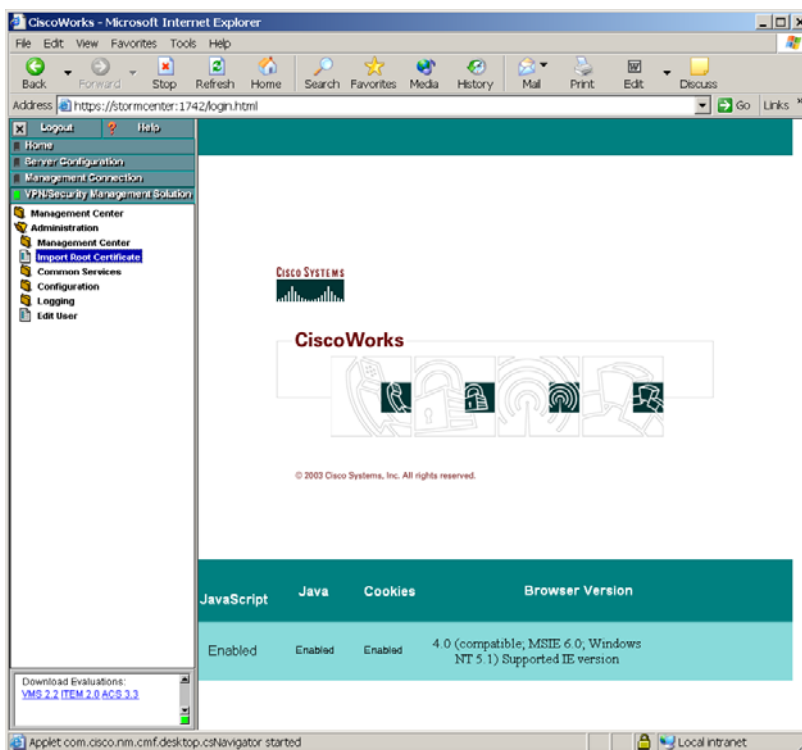 CiscoWorks - Microsoft Internet Explorer
File Edit View Favorites Tools Help
Back Forward Stop Refresh Home Search Favorites Media History Mail Print Edit Discuss
Address https://stormcenter:1742/login.html Go Links »
Logout ? Help
Home
Server Configuration
Management Connection
VPN/Security Management Solution
Management Center
Administration
Management Center
Import Root Certificate
Common Services
Configuration
Logging
Edit User
CISCO SYSTEMS
CiscoWorks
© 2003 Cisco Systems, Inc. All rights reserved.
JavaScript Java Cookies Browser Version
Enabled Enabled Enabled 4.0 (compatible; MSIE 6.0; Windows
NT 5.1) Supported IE version
Download Evaluations:
VMS 2.2 ITEM 2.0 ACS 3.3
Applet com.cisco.nm.cmf.desktop.csNavigator started Local intranet